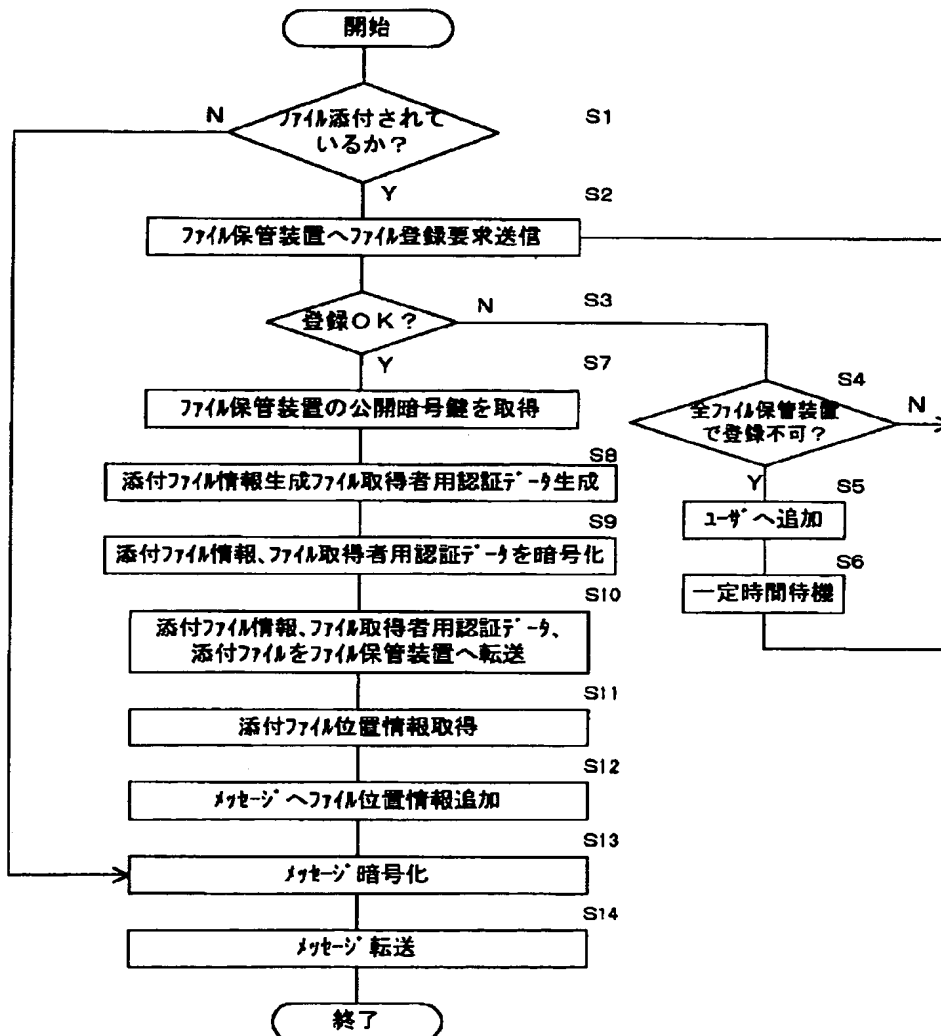 開始
N
ファイル添付されて
いるか?
S1
Y
S2
ファイル保管装置へファイル登録要求送信
登録OK?
N
S3
Y
S7
ファイル保管装置の公開暗号鍵を取得
S4
全ファイル保管装置
で登録不可?
N
Y
S5
ユーザへ追加
S6
一定時間待機
S8
添付ファイル情報生成ファイル取得者用認証データ生成
S9
添付ファイル情報、ファイル取得者用認証データを暗号化
S10
添付ファイル情報、ファイル取得者用認証データ、
添付ファイルをファイル保管装置へ転送
S11
添付ファイル位置情報取得
S12
メッセージへファイル位置情報追加
S13
メッセージ暗号化
S14
メッセージ転送
終了